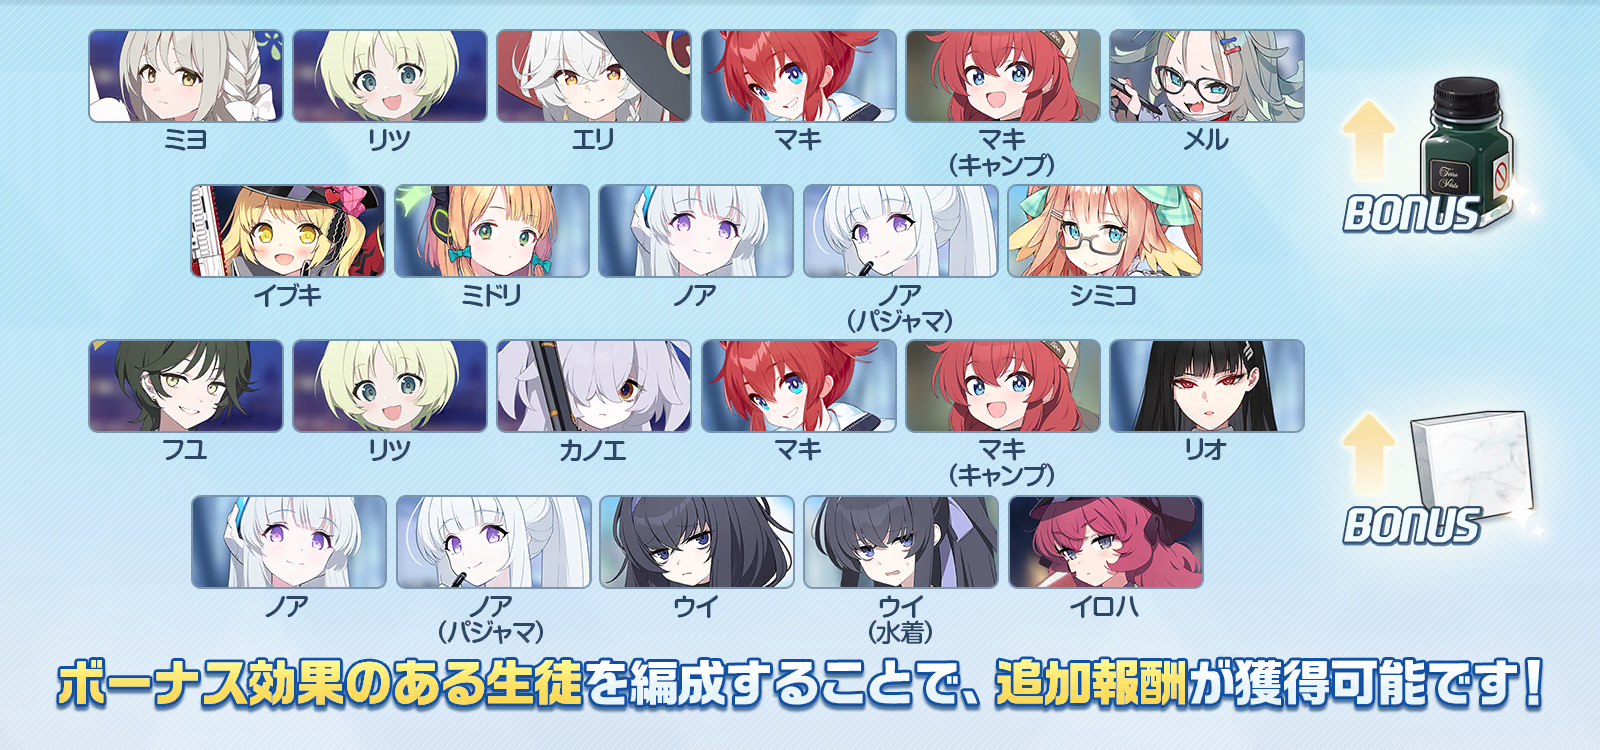 ミヨ
リツ
エリ
マキ
マキ
(キャンプ)
メル
Terre
Verte
BONUS
イブキ
ミドリ
ノア
ノア
(パジャマ)
シミコ
フユ
リツ
カノエ
マキ
マキ
(キャンプ)
リオ
BONUS
ノア
ノア
(パジャマ)
ウイ
ウイ
(水着)
イロハ
ボーナス効果のある生徒を編成することで、追加報酬が獲得可能です!